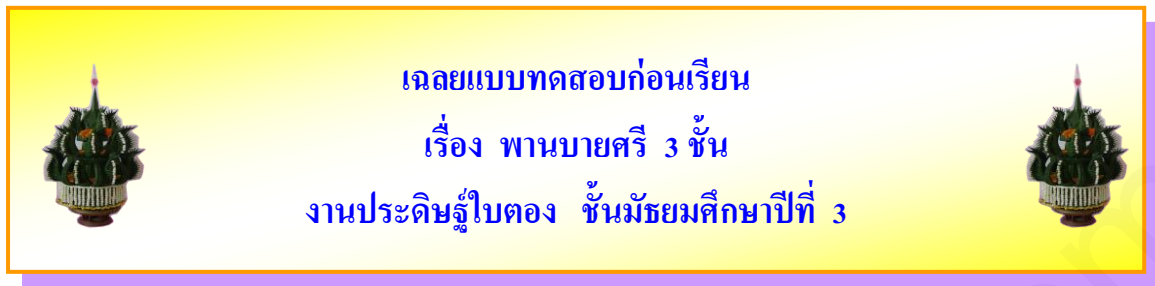 เฉลยแบบทดสอบก่อนเรียน
เรื่อง พานบายศรี 3 ชั้น
งานประดิษฐ์ใบตอง ชั้นมัธยมศึกษาปีที่ 3